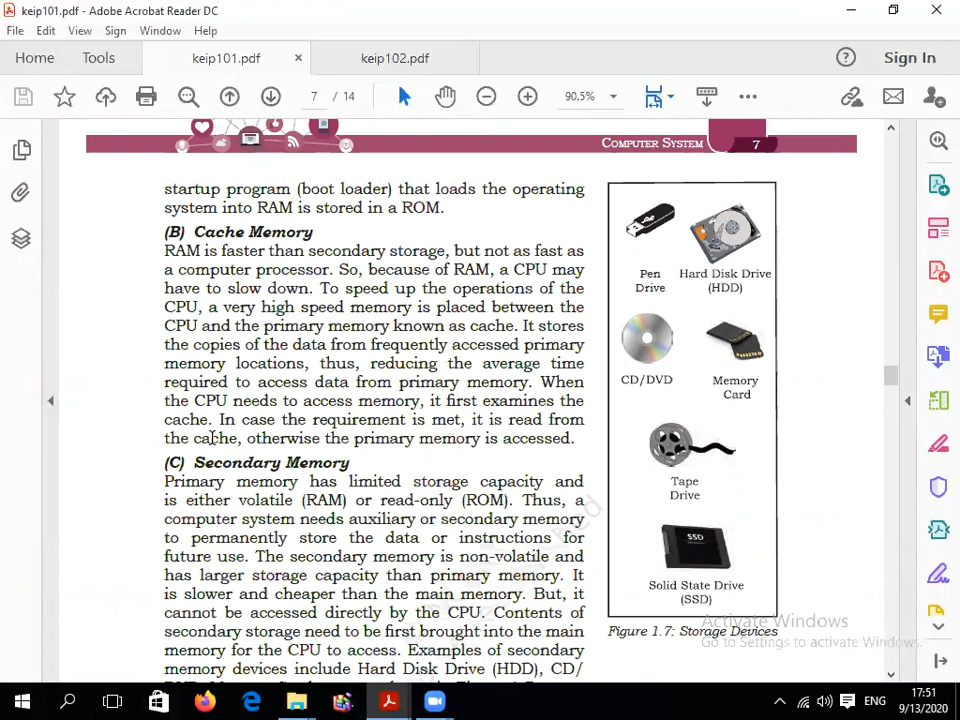 keip101.pdf - Adobe Acrobat Reader DC
File Edit View Sign Window Help
Home Tools keip101.pdf × keip102.pdf ? Sign In
7 / 14 90.5%
COMPUTER SYSTEM 7
startup program (boot loader) that loads the operating
system into RAM is stored in a ROM.
(B) Cache Memory
RAM is faster than secondary storage, but not as fast as
a computer processor. So, because of RAM, a CPU may
have to slow down. To speed up the operations of the
CPU, a very high speed memory is placed between the
CPU and the primary memory known as cache. It stores
the copies of the data from frequently accessed primary
memory locations, thus, reducing the average time
required to access data from primary memory. When
the CPU needs to access memory, it first examines the
cache. In case the requirement is met, it is read from
the cache, otherwise the primary memory is accessed.
(C) Secondary Memory
Primary memory has limited storage capacity and
is either volatile (RAM) or read-only (ROM). Thus, a
computer system needs auxiliary or secondary memory
to permanently store the data or instructions for
future use. The secondary memory is non-volatile and
has larger storage capacity than primary memory. It
is slower and cheaper than the main memory. But, it
cannot be accessed directly by the CPU. Contents of
secondary storage need to be first brought into the main
memory for the CPU to access. Examples of secondary
memory devices include Hard Disk Drive (HDD), CD/
Pen
Drive
Hard Disk Drive
(HDD)
CD/DVD
Memory
Card
Tape
Drive
SSD
Solid State Drive
(SSD)
Figure 1.7: Storage Devices
Activate Windows
Go to Settings to activate Windows.
ENG
17:51
9/13/2020